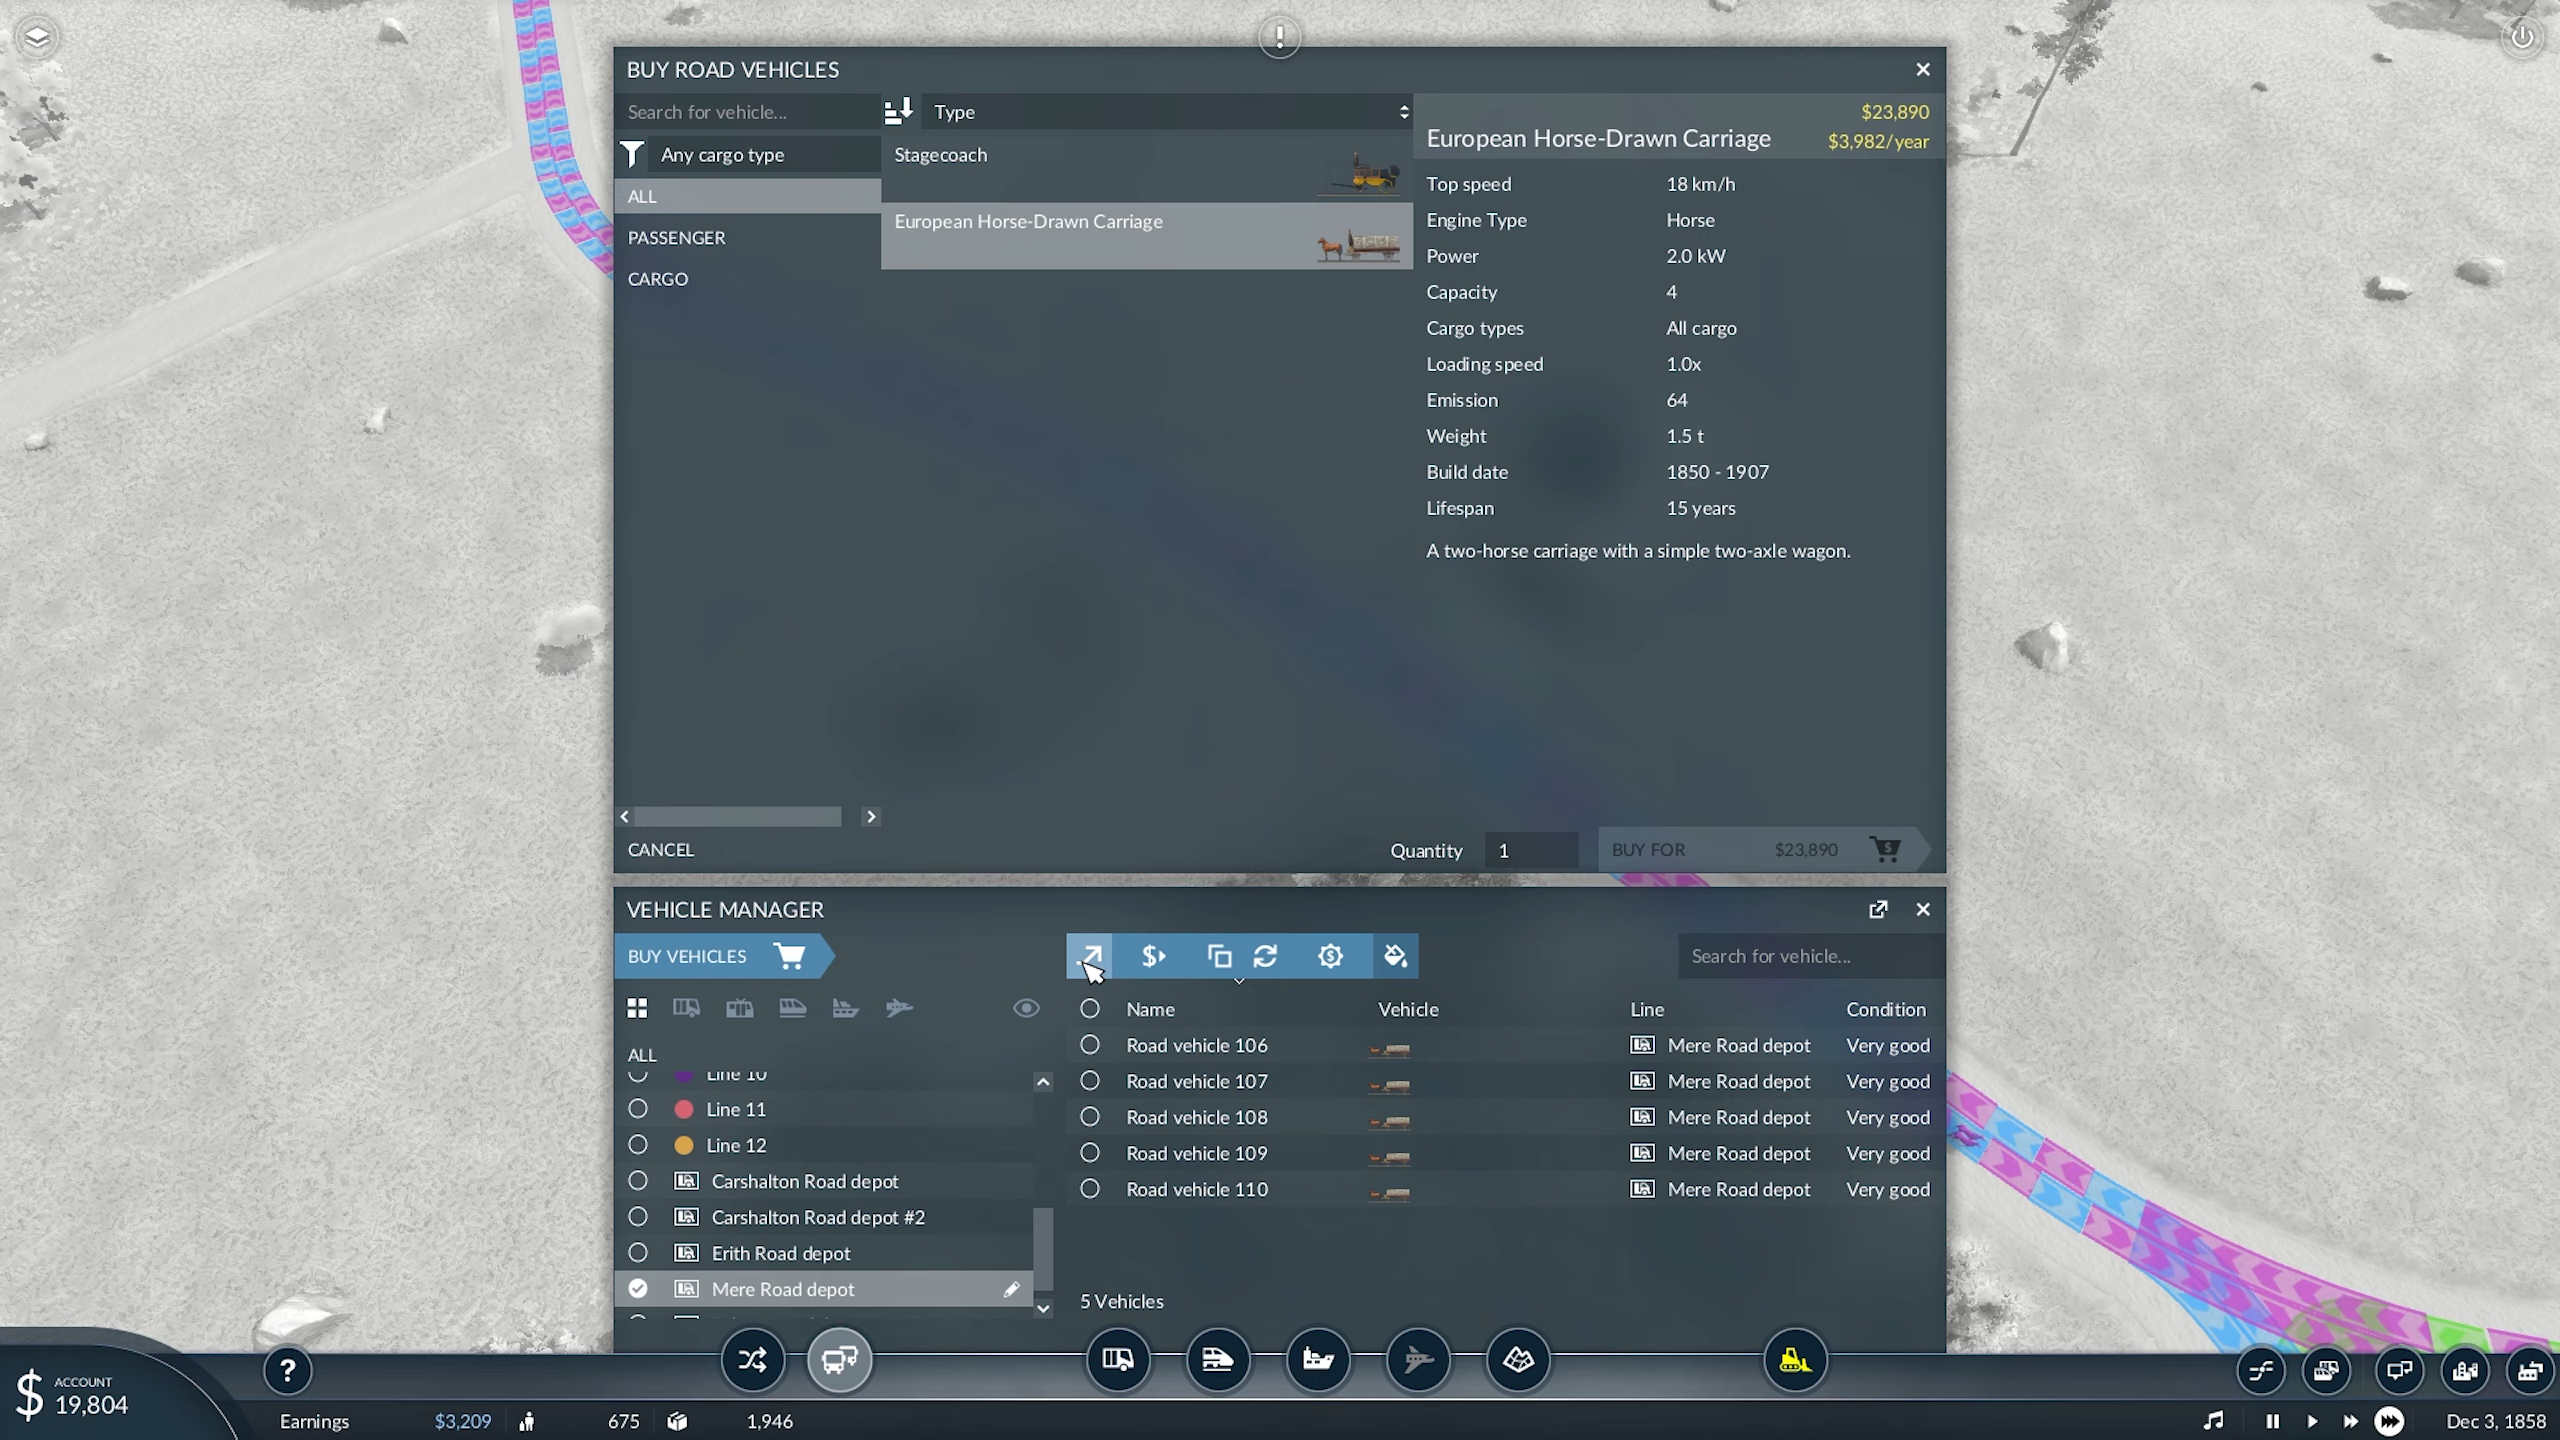 BUY ROAD VEHICLES
Search for vehicle...
Type
$23,890
European Horse-Drawn Carriage
$3,982/year
Any cargo type
Stagecoach
ALL
European Horse-Drawn Carriage
PASSENGER
CARGO
Top speed 18 km/h
Engine Type Horse
Power 2.0 kW
Capacity 4
Cargo types All cargo
Loading speed 1.0x
Emission 64
Weight 1.5 t
Build date 1850 - 1907
Lifespan 15 years
A two-horse carriage with a simple two-axle wagon.
CANCEL
Quantity 1
BUY FOR $23,890
VEHICLE MANAGER
BUY VEHICLES
Search for vehicle...
ALL
Line 10
Line 11
Line 12
Carshalton Road depot
Carshalton Road depot #2
Erith Road depot
Mere Road depot
Name Vehicle Line Condition
Road vehicle 106 Mere Road depot Very good
Road vehicle 107 Mere Road depot Very good
Road vehicle 108 Mere Road depot Very good
Road vehicle 109 Mere Road depot Very good
Road vehicle 110 Mere Road depot Very good
5 Vehicles
$ ACCOUNT
19,804
?
Earnings $3,209 675 1,946
Dec 3, 1858